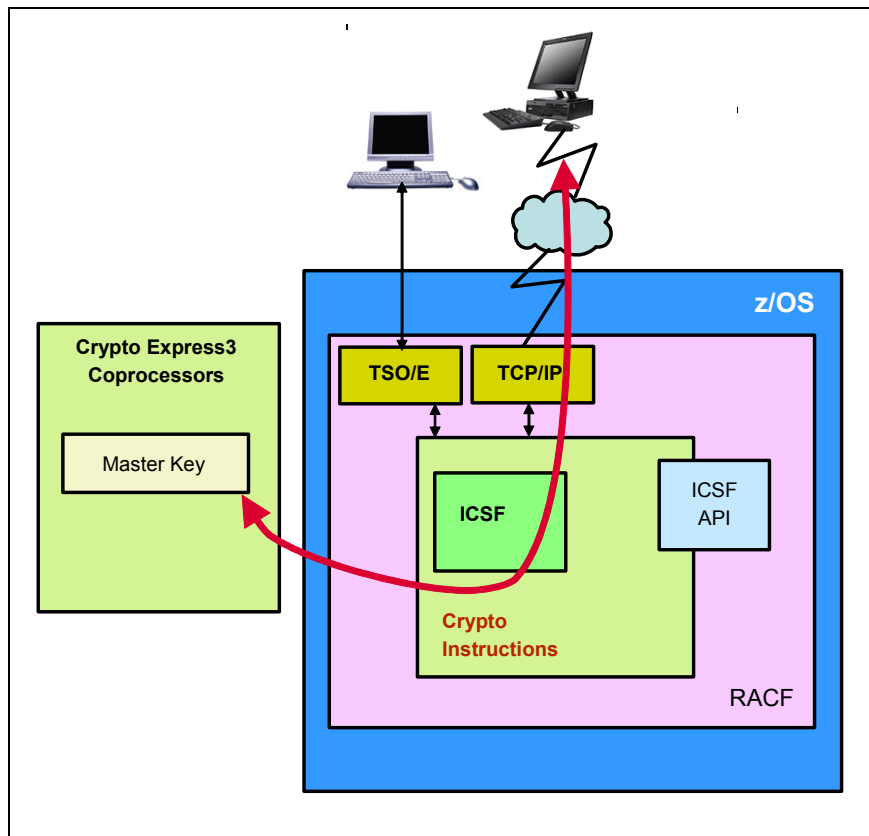 z/OS
Crypto Express3
Coprocessors
Master Key
TSO/E
TCP/IP
ICSF
ICSF
API
Crypto
Instructions
RACF